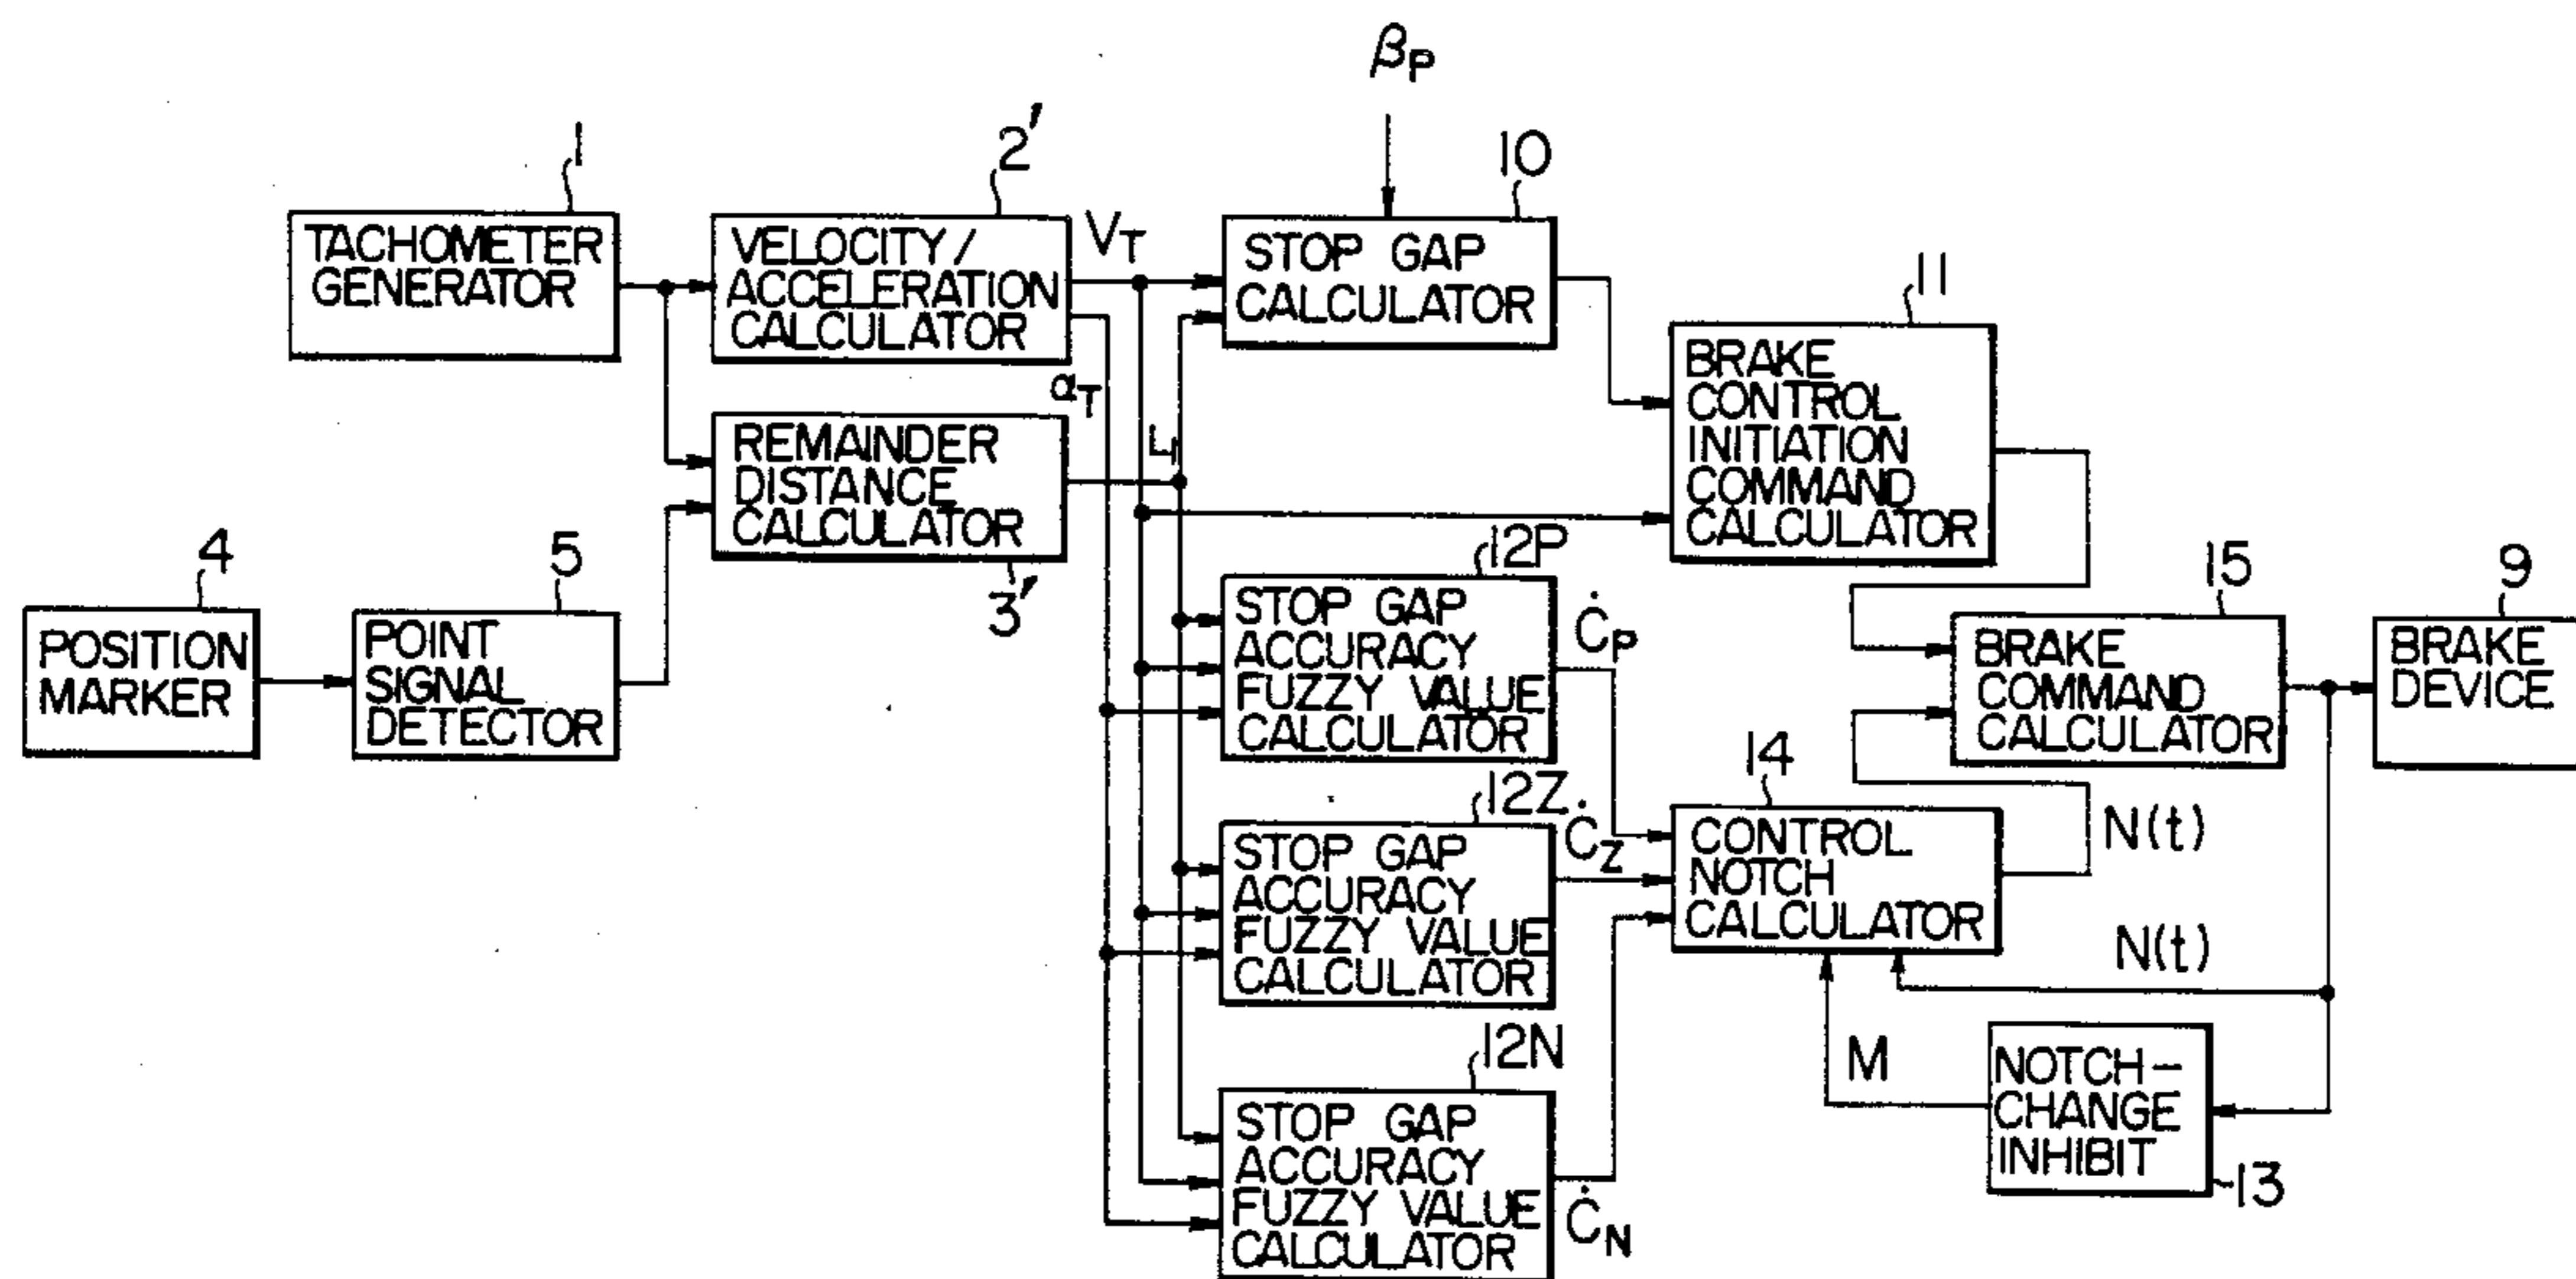 βP
1
2'
10
TACHOMETER
GENERATOR
VELOCITY/
ACCELERATION
CALCULATOR
VT
αT
STOP GAP
CALCULATOR
11
BRAKE
CONTROL
INITIATION
COMMAND
CALCULATOR
REMAINDER
DISTANCE
CALCULATOR
3'
4
POSITION
MARKER
5
POINT
SIGNAL
DETECTOR
12P
STOP GAP
ACCURACY
FUZZY VALUE
CALCULATOR
ĊP
15
BRAKE
COMMAND
CALCULATOR
9
BRAKE
DEVICE
12Z
STOP GAP
ACCURACY
FUZZY VALUE
CALCULATOR
ĊZ
14
CONTROL
NOTCH
CALCULATOR
N(t)
N(t)
12N
STOP GAP
ACCURACY
FUZZY VALUE
CALCULATOR
ĊN
M
NOTCH-
CHANGE
INHIBIT
13